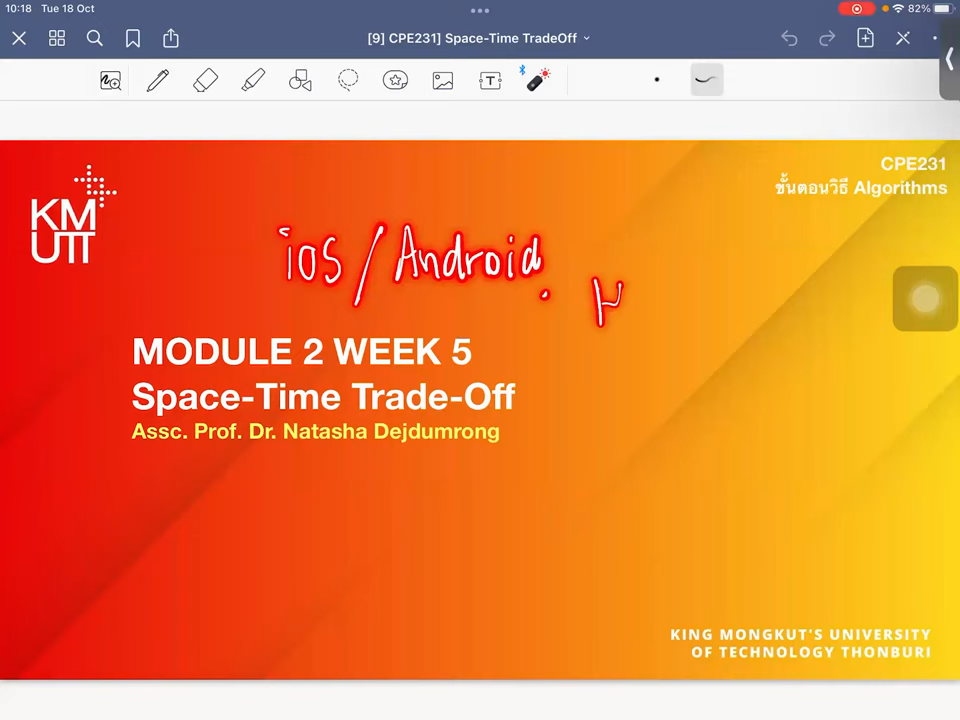 10:18 Tue 18 Oct
82%
[9] CPE231] Space-Time TradeOff
T
CPE231
ขั้นตอนวิธี Algorithms
KM
UTT
iOS / Android.
MODULE 2 WEEK 5
Space-Time Trade-Off
Assc. Prof. Dr. Natasha Dejdumrong
KING MONGKUT'S UNIVERSITY
OF TECHNOLOGY THONBURI